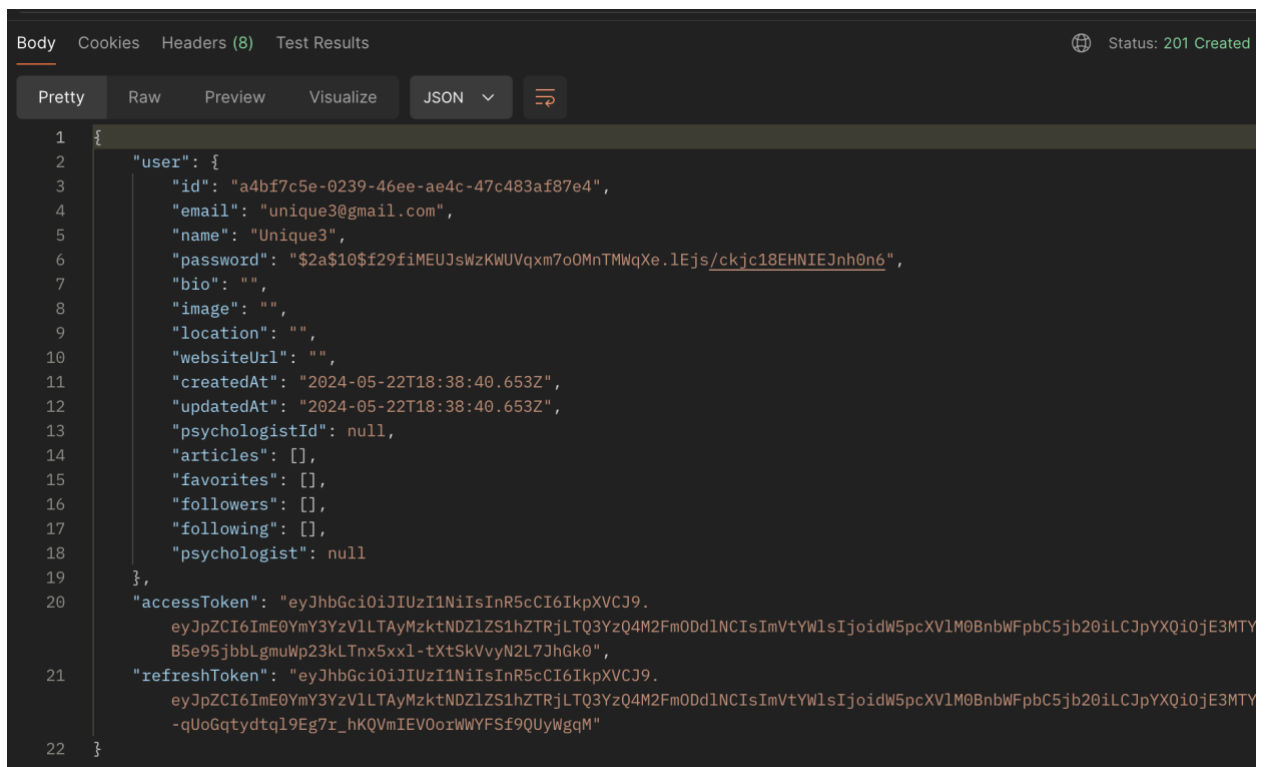 Body Cookies Headers (8) Test Results Status: 201 Created
Pretty Raw Preview Visualize JSON
1 {
2 "user": {
3 "id": "a4bf7c5e-0239-46ee-ae4c-47c483af87e4",
4 "email": "unique3@gmail.com",
5 "name": "Unique3",
6 "password": "$2a$10$f29fiMEUJsWzKWUVqxm7oOMnTMWqXe.lEjs/ckjc18EHNIEJnh0n6",
7 "bio": "",
8 "image": "",
9 "location": "",
10 "websiteUrl": "",
11 "createdAt": "2024-05-22T18:38:40.653Z",
12 "updatedAt": "2024-05-22T18:38:40.653Z",
13 "psychologistId": null,
14 "articles": [],
15 "favorites": [],
16 "followers": [],
17 "following": [],
18 "psychologist": null
19 },
20 "accessToken": "eyJhbGciOiJIUzI1NiIsInR5cCI6IkpXVCJ9.
eyJpZCI6ImE0YmY3YzVlLTAyMzktNDZlZS1hZTRjLTQ3YzQ4M2FmODdlNCIsImVtYWlsIjoidW5pcXVlM0BnbWFpbC5jb20iLCJpYXQiOjE3MTY
B5e95jbbLgmuWp23kLTnx5xxl-tXtSkVvyN2L7JhGk0",
21 "refreshToken": "eyJhbGciOiJIUzI1NiIsInR5cCI6IkpXVCJ9.
eyJpZCI6ImE0YmY3YzVlLTAyMzktNDZlZS1hZTRjLTQ3YzQ4M2FmODdlNCIsImVtYWlsIjoidW5pcXVlM0BnbWFpbC5jb20iLCJpYXQiOjE3MTY
-qUoGqtydtql9Eg7r_hKQVmIEVOorWWYFSf9QUyWgqM"
22 }